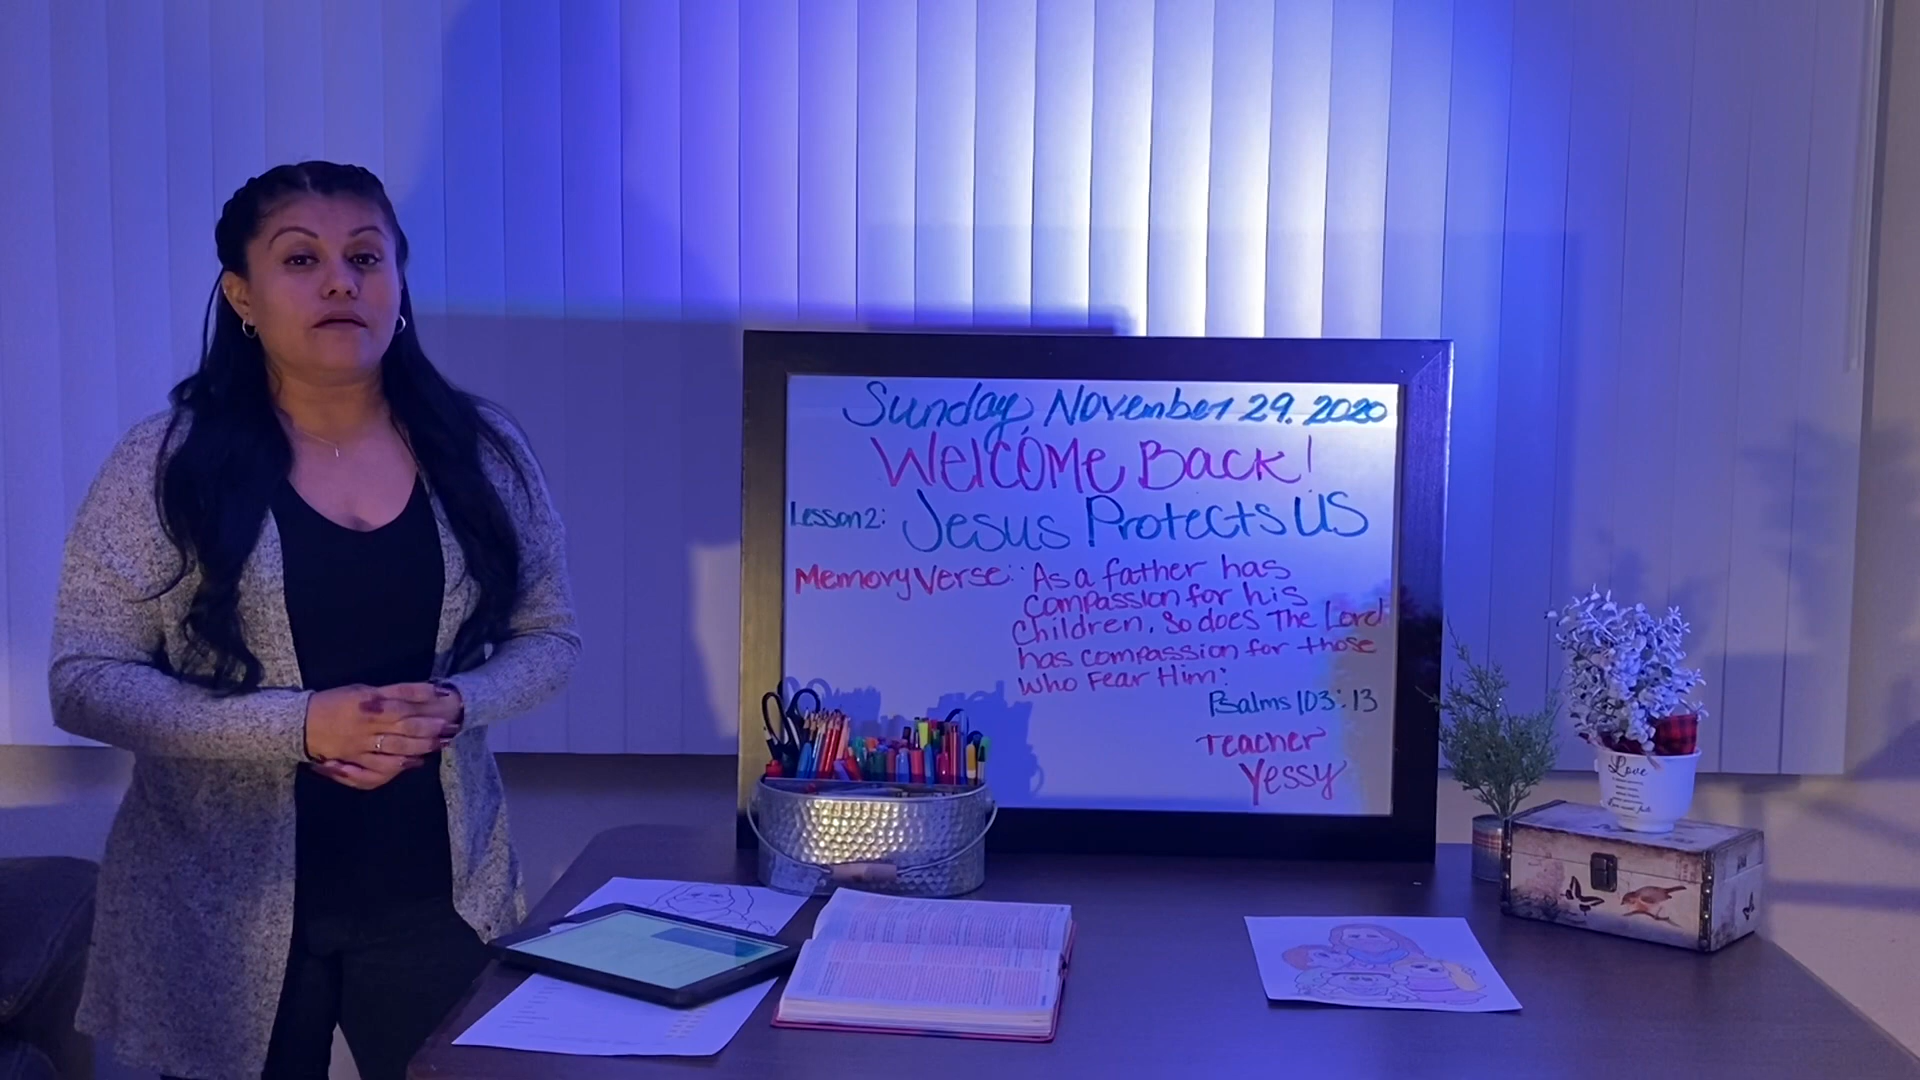 Sunday, November 29. 2020
Welcome Back!
Lesson 2: Jesus Protects US
Memory Verse: As a father has
compassion for his
children, so does The Lord
has compassion for those
who Fear Him:
Psalms 103:13
Teacher
Yessy
Love